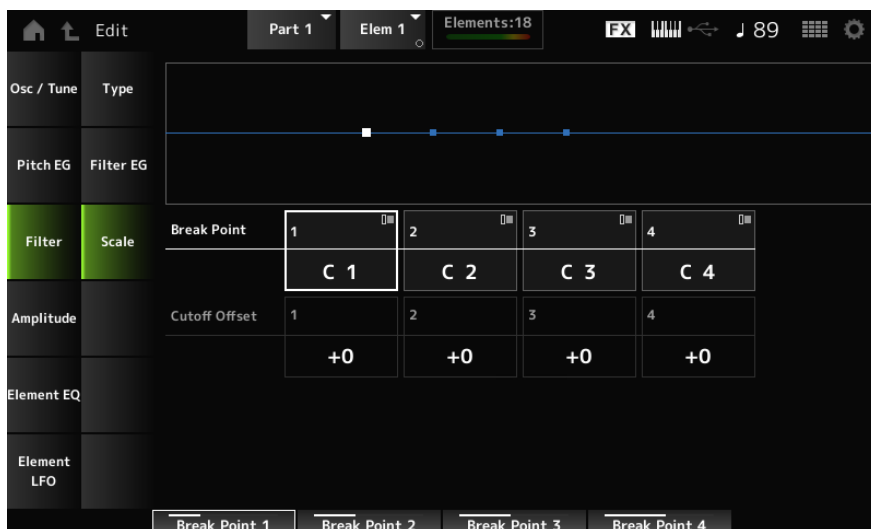 Edit
Part 1
Elem 1
Elements:18
FX
♩ 89
Osc / Tune
Type
Pitch EG
Filter EG
Filter
Scale
Amplitude
Element EQ
Element
LFO
Break Point
1
2
3
4
C 1
C 2
C 3
C 4
Cutoff Offset
1
2
3
4
+0
+0
+0
+0
Break Point 1
Break Point 2
Break Point 3
Break Point 4